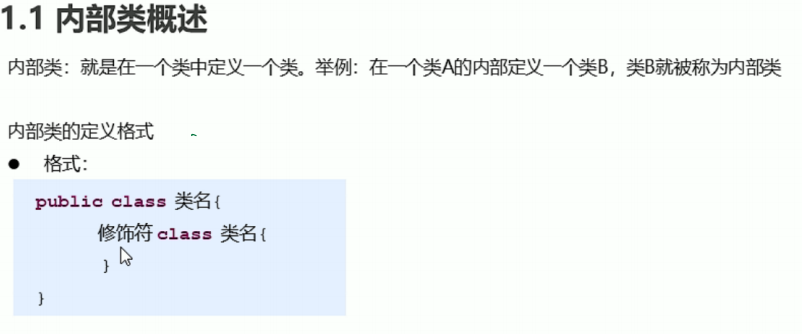 1.1 内部类概述
内部类：就是在一个类中定义一个类。举例：在一个类A的内部定义一个类B，类B就被称为内部类
内部类的定义格式
● 格式：
public class 类名{
修饰符 class 类名{
}
}